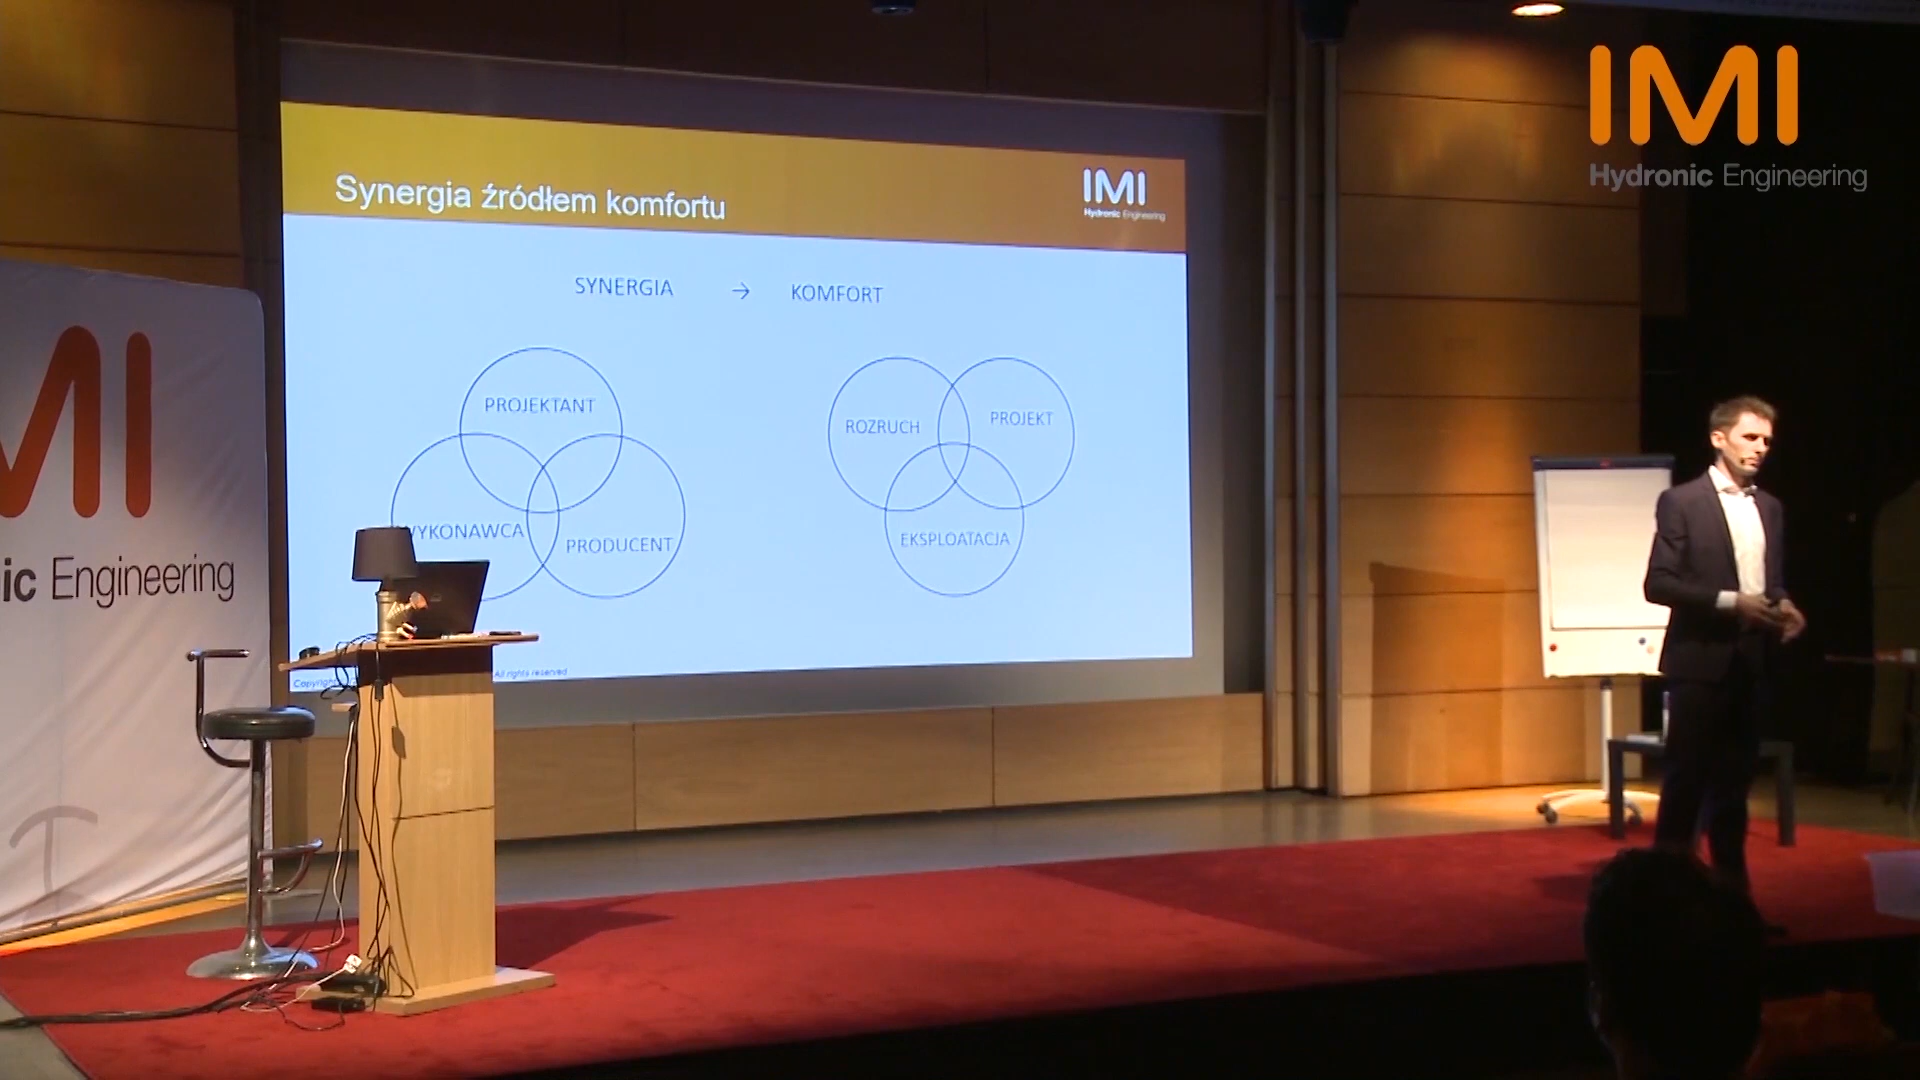 IMI
Hydronic Engineering
Synergia źródłem komfortu
IMI
Hydronic Engineering
SYNERGIA → KOMFORT
PROJEKTANT
WYKONAWCA
PRODUCENT
ROZRUCH
PROJEKT
EKSPLOATACJA
All rights reserved
MI
ic Engineering